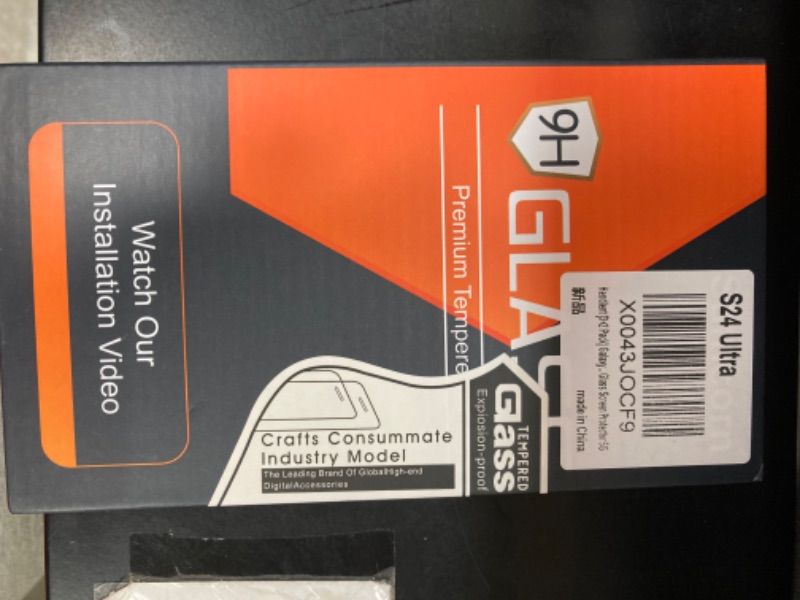 9H
GLA
Premium Tempere
S24 Ultra
X0043JOCF9
新品
made in China
Watch Our
Installation Video
TEMPERED
Glass
Explosion-proof
Crafts Consummate
Industry Model
The Leading Brand Of GlobalHigh-end
DigitalAccessories